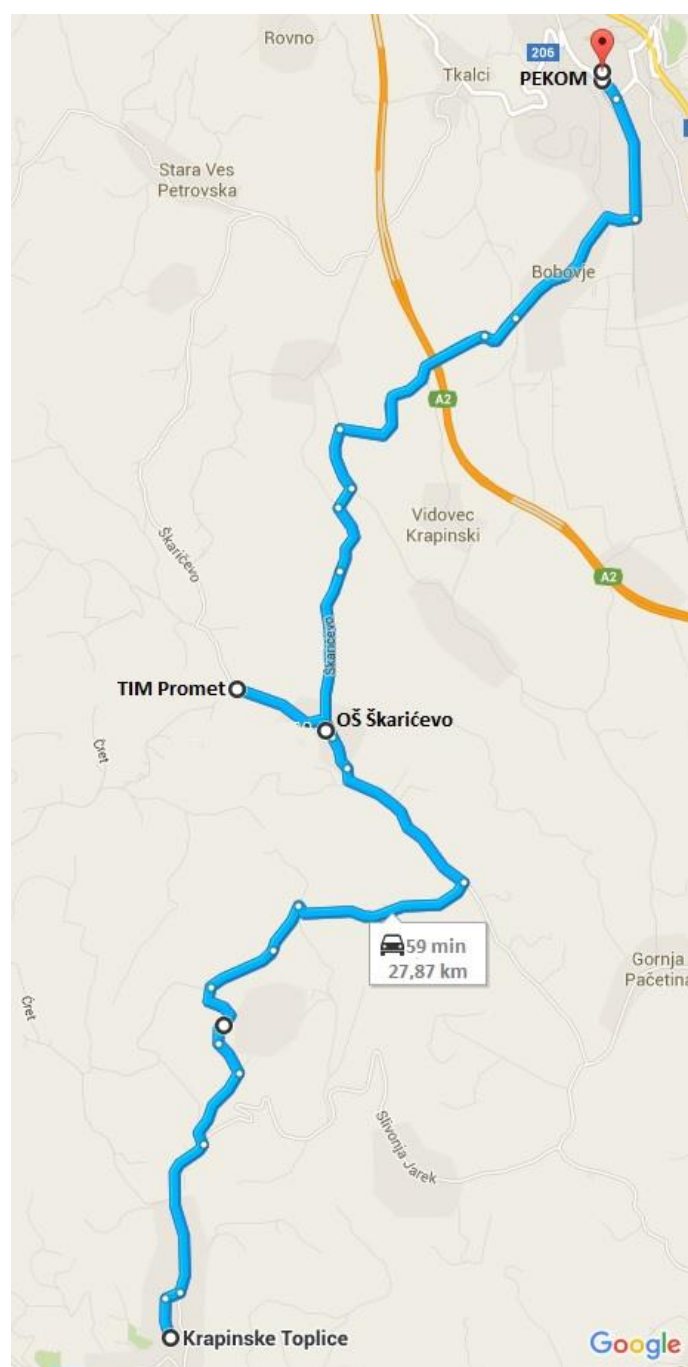 Rovno
206
PEKOM
Tkalci
Stara Ves
Petrovska
Bobovje
A2
Vidovec
Krapinski
Škarićevo
A2
Škarićevo
TIM Promet
OŠ Škarićevo
Čret
59 min
27,87 km
Gornja
Pačetina
Čret
Slivonja Jarek
Krapinske Toplice
Google